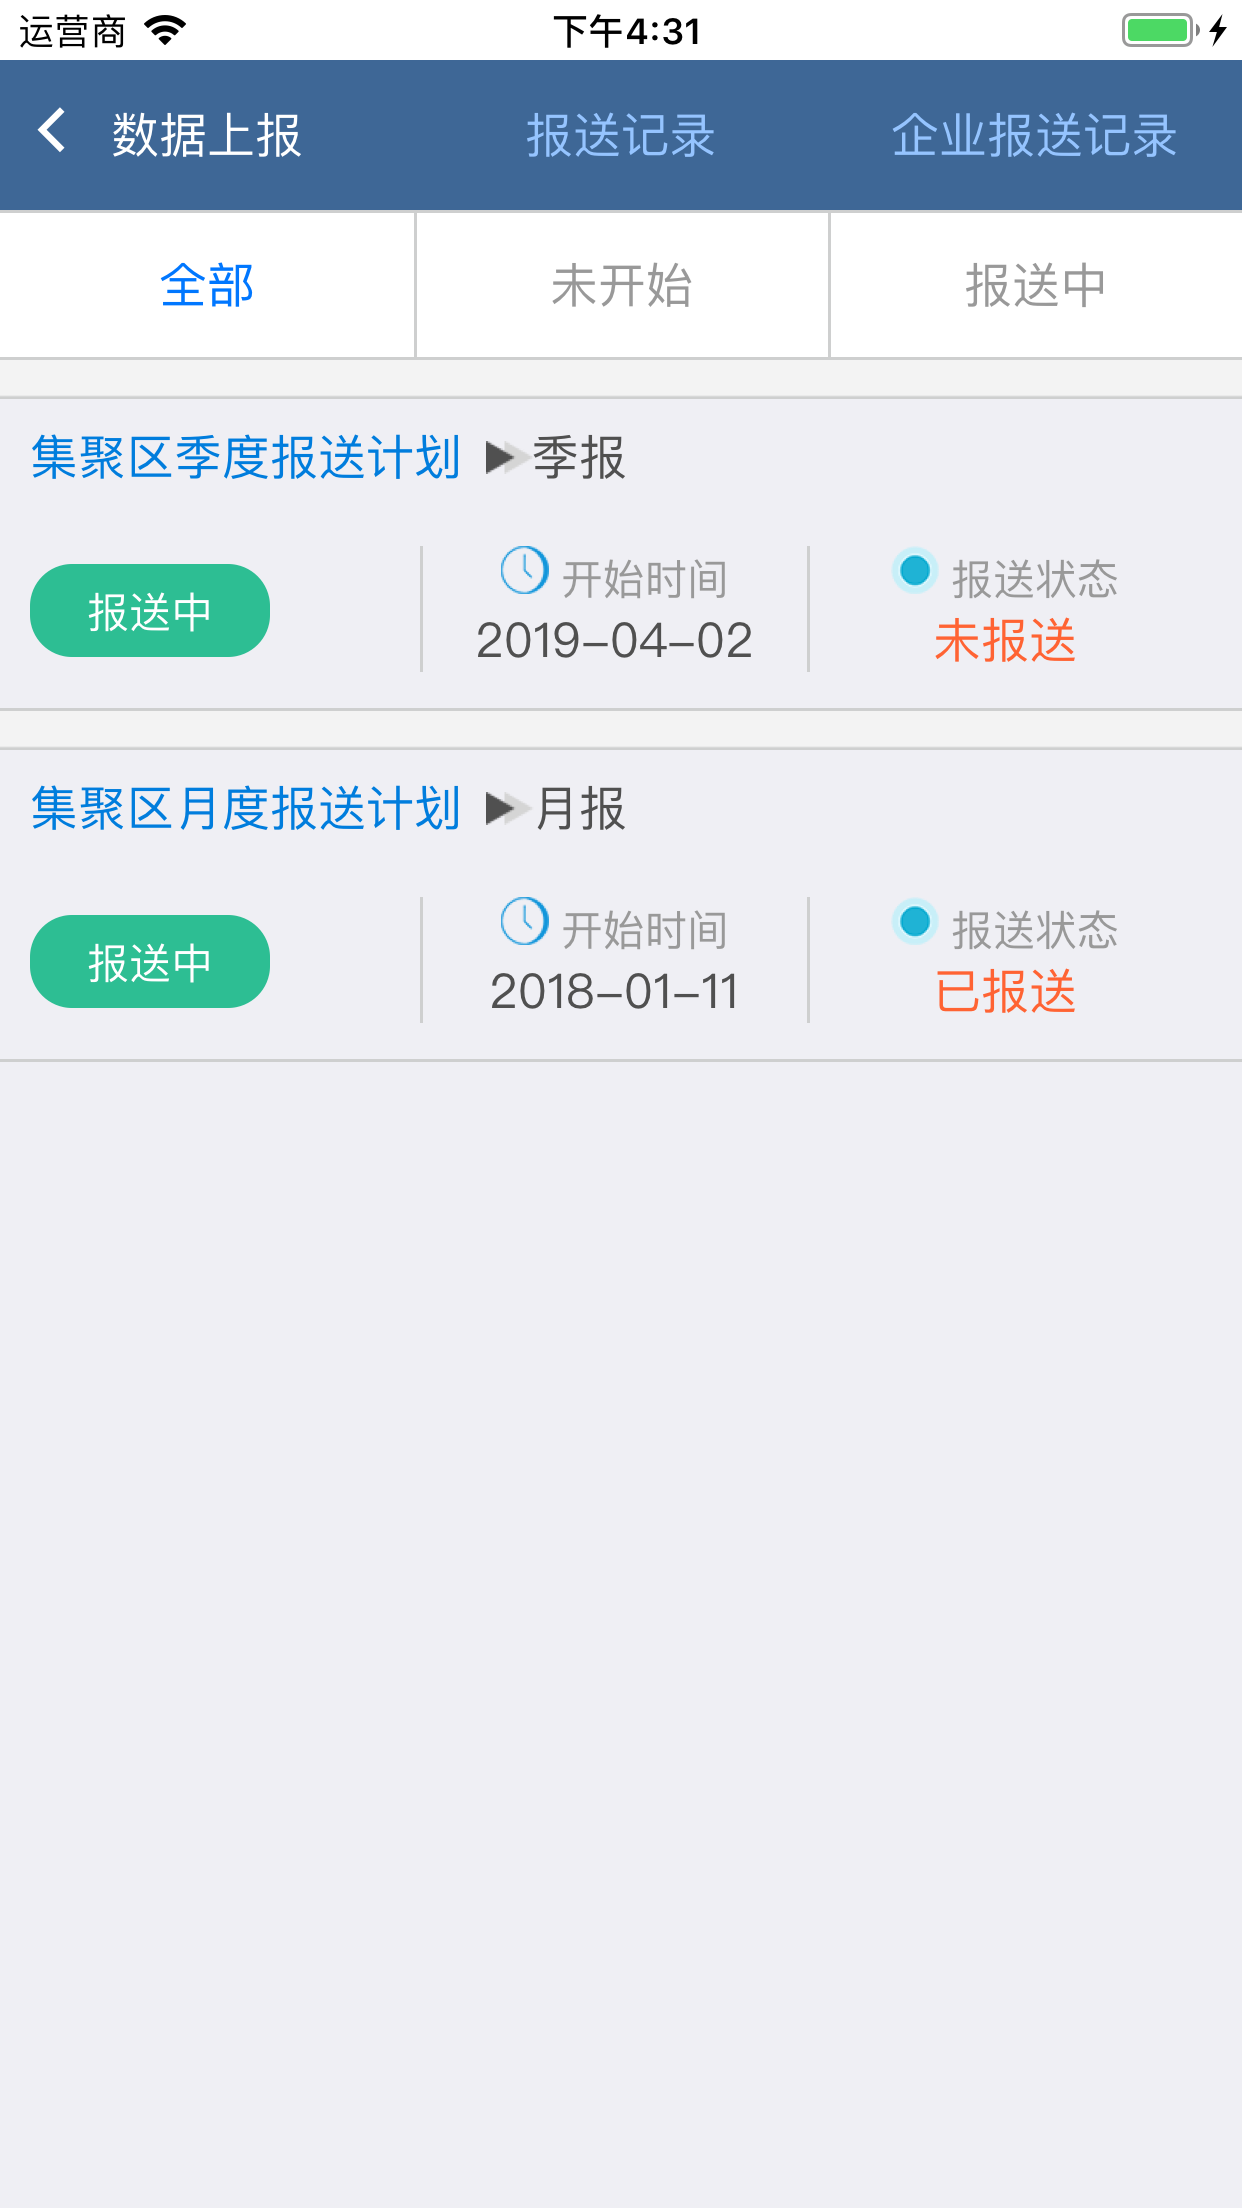 运营商 下午4:31
数据上报 报送记录 企业报送记录
全部 未开始 报送中
集聚区季度报送计划 季报
报送中 开始时间 报送状态
2019-04-02 未报送
集聚区月度报送计划 月报
报送中 开始时间 报送状态
2018-01-11 已报送